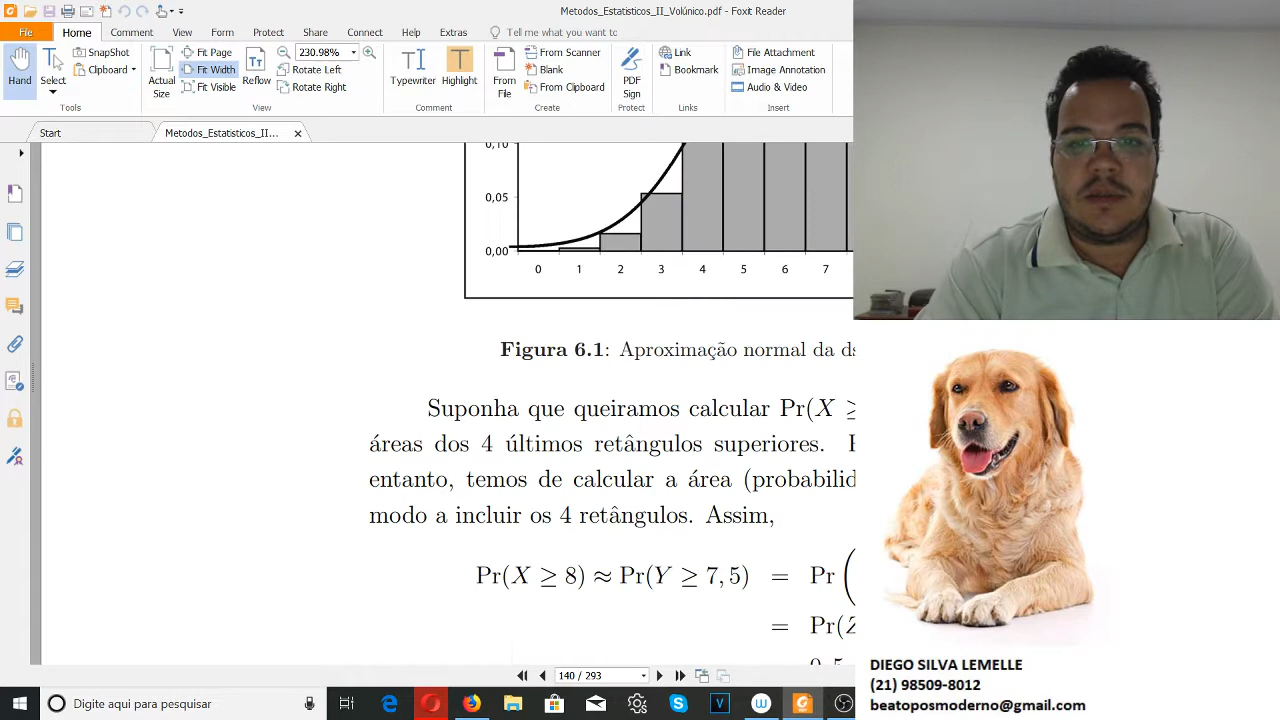 Metodos_Estatisticos_II_Volúnico.pdf - Foxit Reader
File Home Comment View Form Protect Share Connect Help Extras Tell me what you want tc
Hand
Select
SnapShot
Clipboard
Tools
Actual Size
Fit Page
Fit Width
Fit Visible
Reflow
230.98%
Rotate Left
Rotate Right
View
Typewriter
Highlight
Comment
From File
From Scanner
Blank
From Clipboard
Create
PDF Sign
Protect
Link
Bookmark
Links
File Attachment
Image Annotation
Audio & Video
Insert
Start
Metodos_Estatisticos_II...
0,10
0,05
0,00
0 1 2 3 4 5 6 7
Figura 6.1: Aproximação normal da ds
Suponha que queiramos calcular Pr(X ≥
áreas dos 4 últimos retângulos superiores.
entanto, temos de calcular a área (probabilid
modo a incluir os 4 retângulos. Assim,
Pr(X ≥ 8) ≈ Pr(Y ≥ 7, 5) = Pr (
= Pr(Z
140 / 293
Digite aqui para pesquisar
DIEGO SILVA LEMELLE
(21) 98509-8012
beatoposmoderno@gmail.com